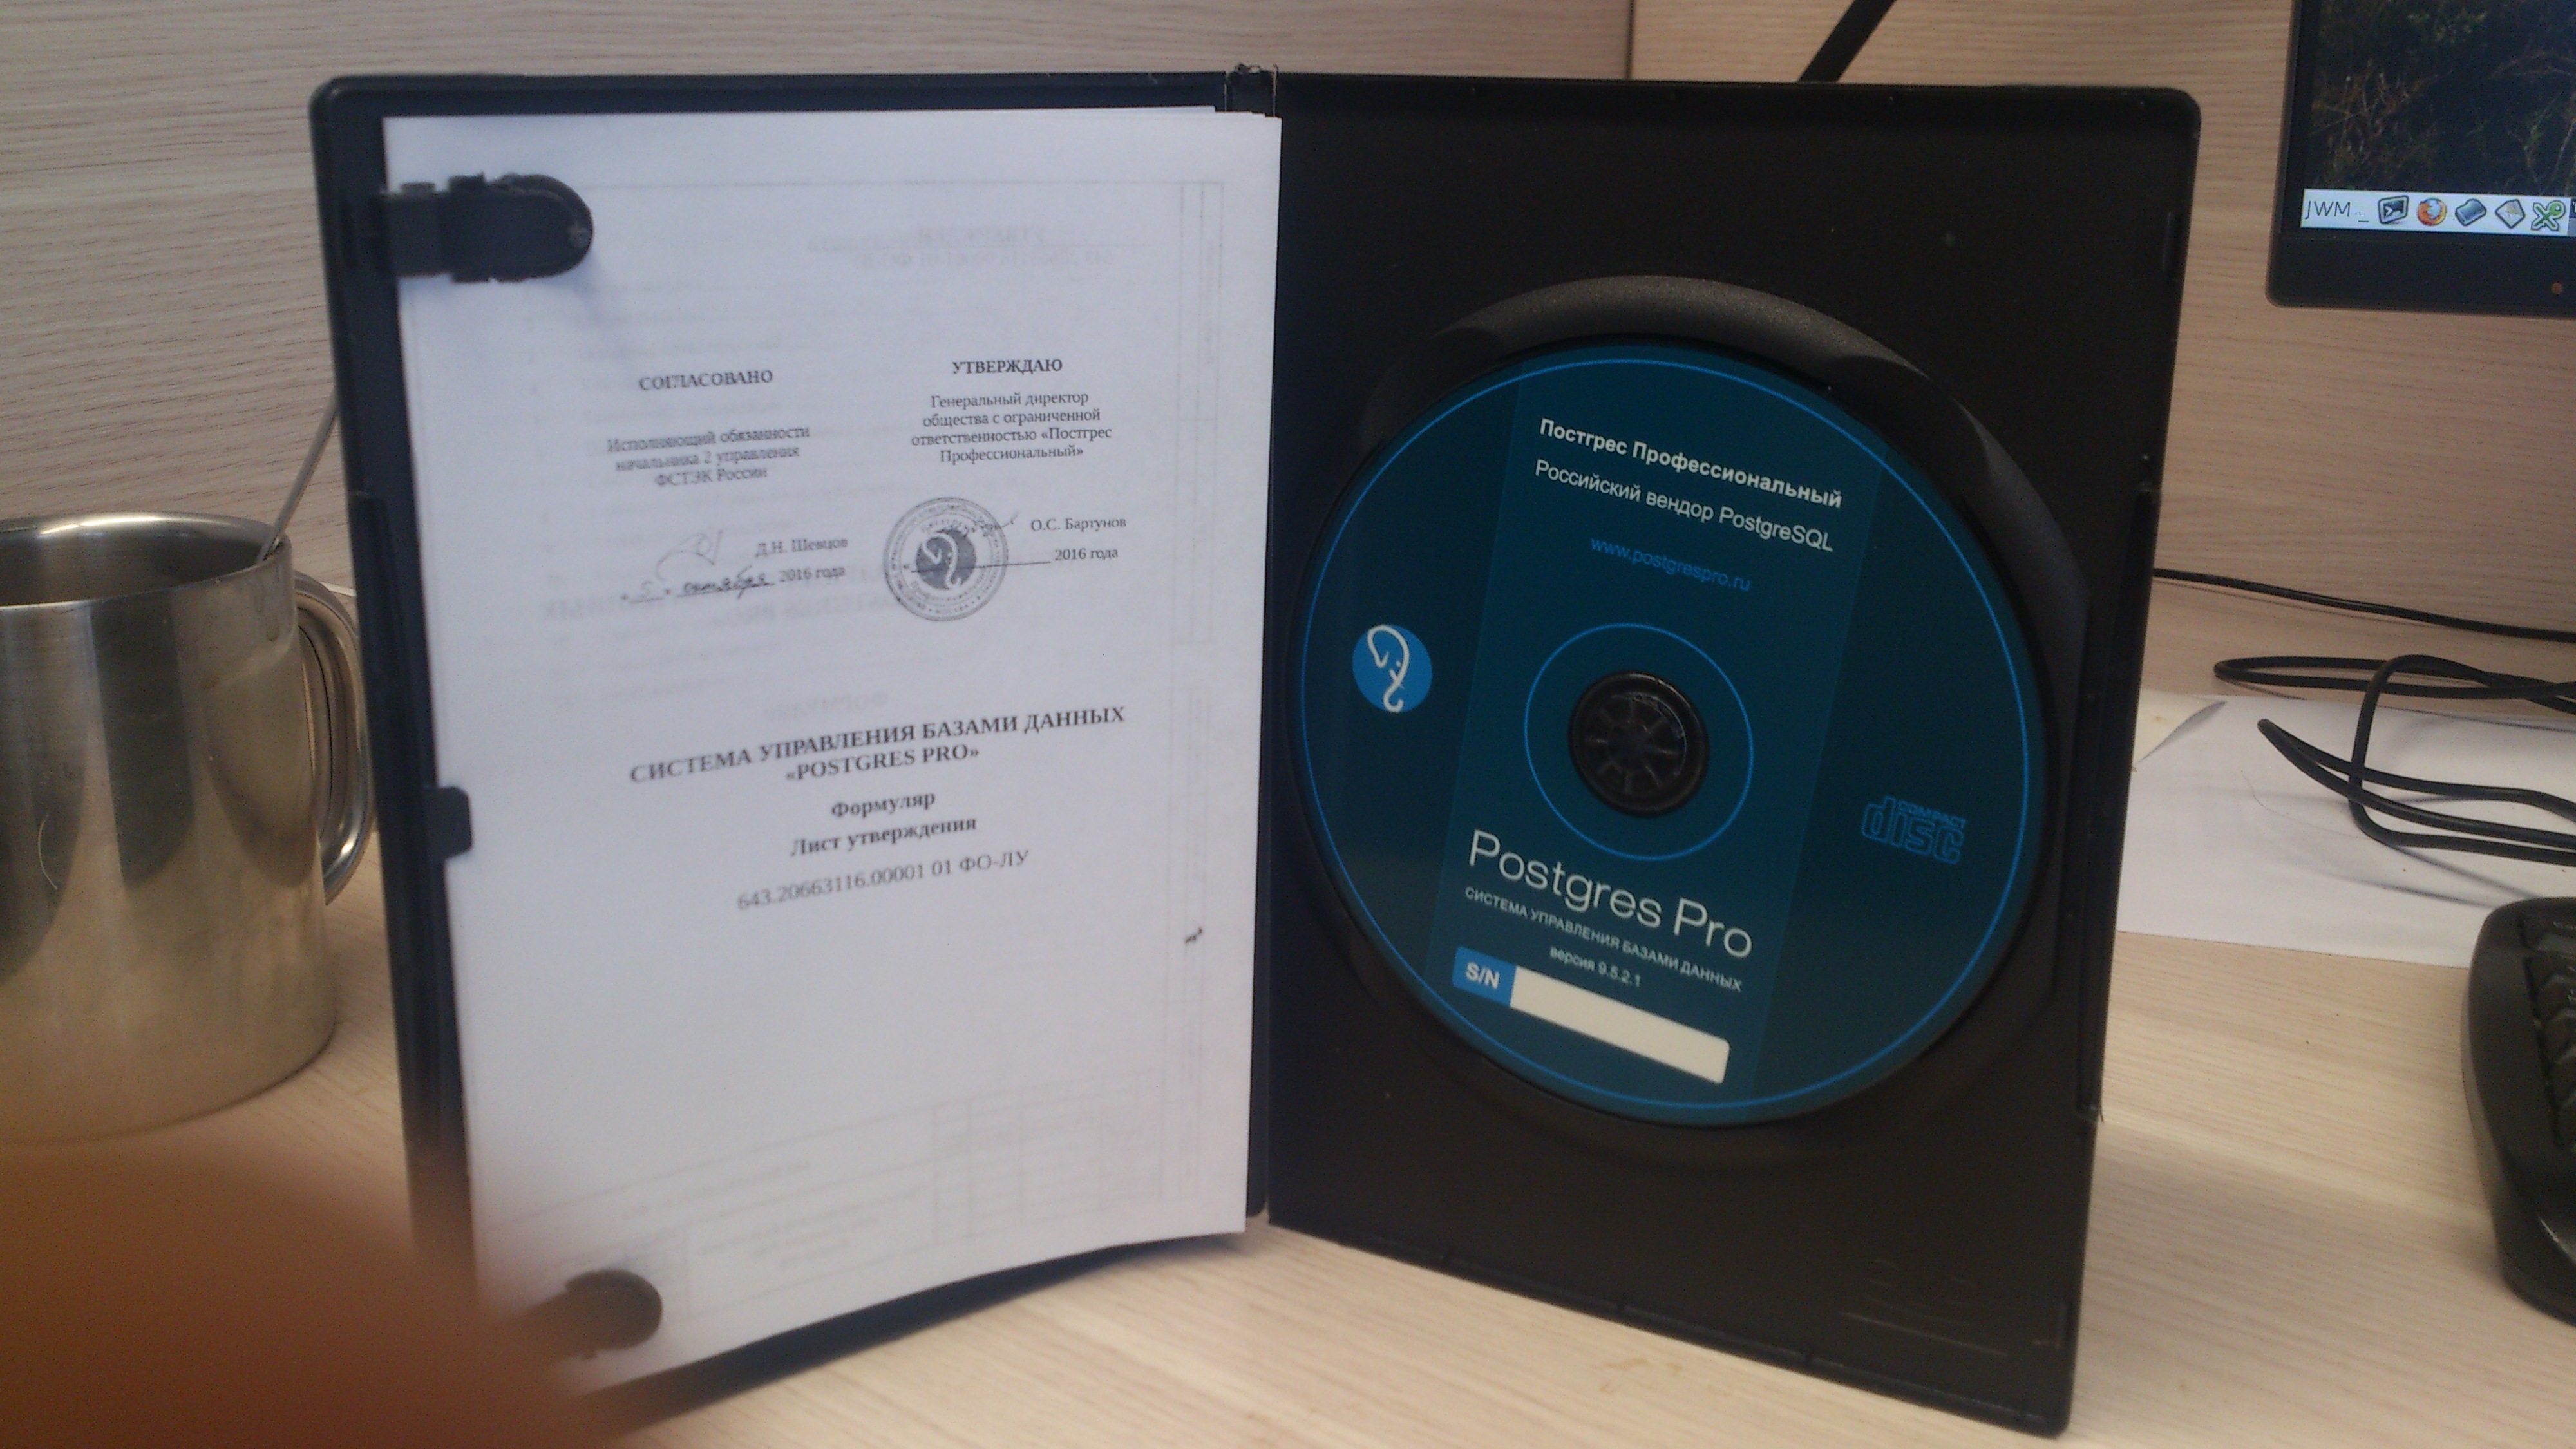 СОГЛАСОВАНО
Исполняющий обязанности
начальника 2 управления
ФСТЭК России
Д.Н. Шевцов
« 5 » октября 2016 года
УТВЕРЖДАЮ
Генеральный директор
общества с ограниченной
ответственностью «Постгрес
Профессиональный»
О.С. Бартунов
2016 года
СИСТЕМА УПРАВЛЕНИЯ БАЗАМИ ДАННЫХ
«POSTGRES PRO»
Формуляр
Лист утверждения
643.20663116.00001 01 ФО-ЛУ
Постгрес Профессиональный
Российский вендор PostgreSQL
www.postgrespro.ru
COMPACT
disc
Postgres Pro
СИСТЕМА УПРАВЛЕНИЯ БАЗАМИ ДАННЫХ
версия 9.5.2.1
S/N
JWM